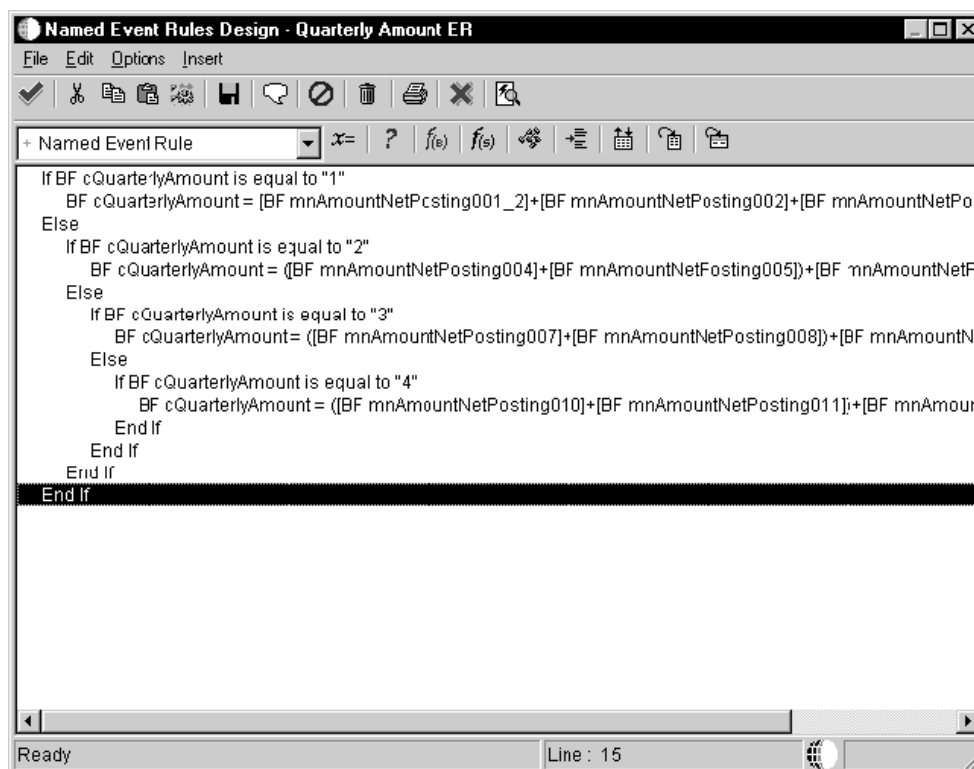 Named Event Rules Design - Quarterly Amount ER
File Edit Options Insert
+ Named Event Rule x= ? f(B) f(S)
If BF cQuarterlyAmount is equal to "1"
BF cQuarterlyAmount = [BF mnAmountNetPosting001_2]+[BF mnAmountNetPosting002]+[BF mnAmountNetPo
Else
If BF cQuarterlyAmount is equal to "2"
BF cQuarterlyAmount = ([BF mnAmountNetPosting004]+[BF mnAmountNetPosting005])+[BF mnAmountNetP
Else
If BF cQuarterlyAmount is equal to "3"
BF cQuarterlyAmount = ([BF mnAmountNetPosting007]+[BF mnAmountNetPosting008])+[BF mnAmountN
Else
If BF cQuarterlyAmount is equal to "4"
BF cQuarterlyAmount = ([BF mnAmountNetPosting010]+[BF mnAmountNetPosting011])+[BF mnAmour
End If
End If
End If
End If
Ready Line : 15